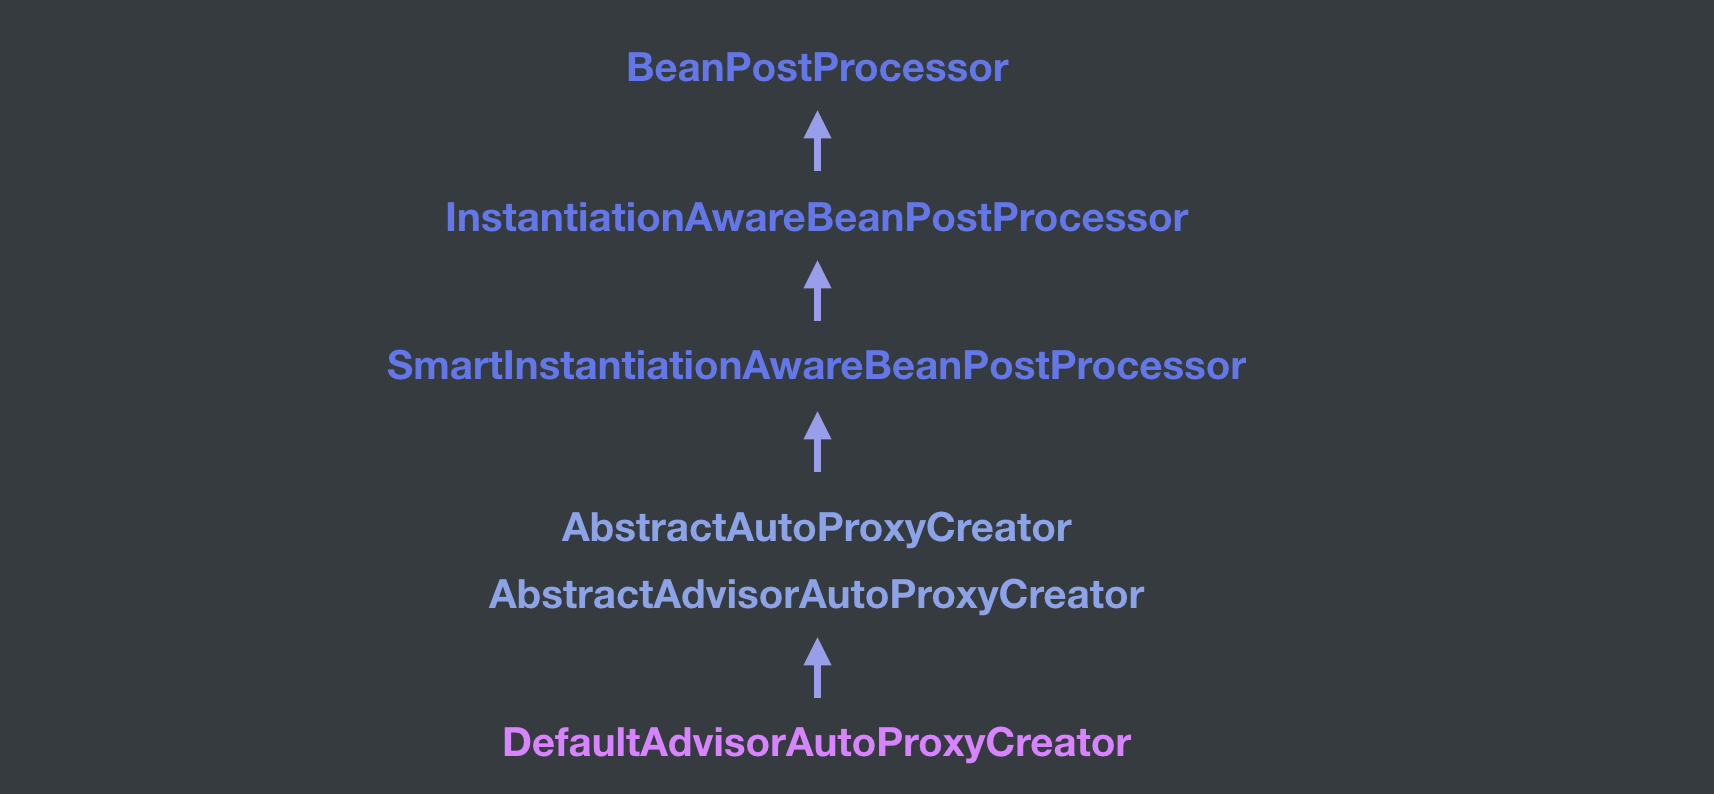 BeanPostProcessor
InstantiationAwareBeanPostProcessor
SmartInstantiationAwareBeanPostProcessor
AbstractAutoProxyCreator
AbstractAdvisorAutoProxyCreator
DefaultAdvisorAutoProxyCreator